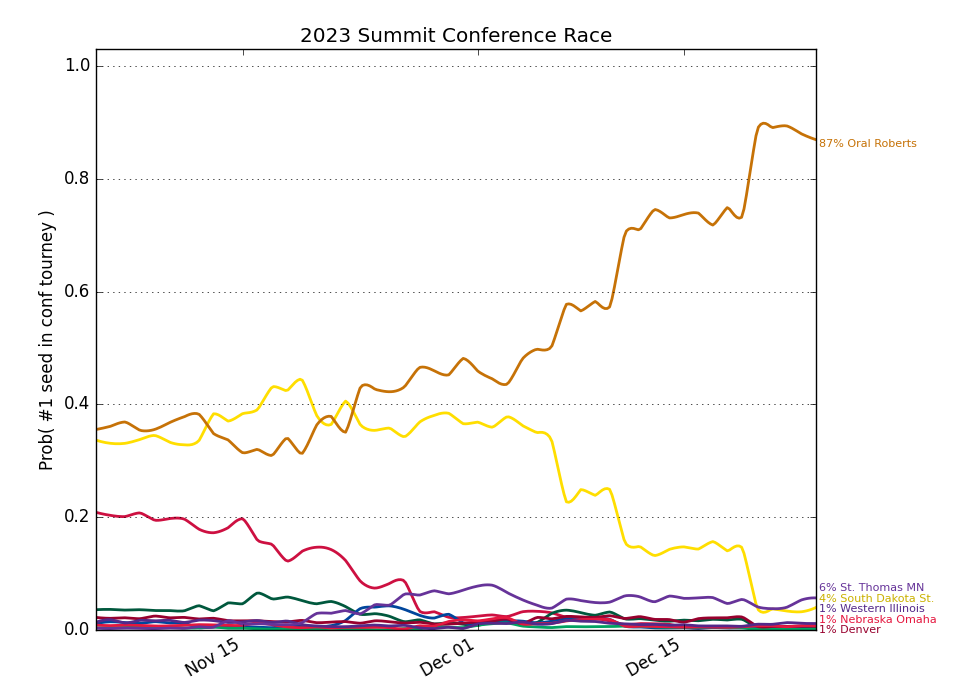 2023 Summit Conference Race
Prob( #1 seed in conf tourney )
1.0
0.8
0.6
0.4
0.2
0.0
Nov 15
Dec 01
Dec 15
87% Oral Roberts
6% St. Thomas MN
4% South Dakota St.
1% Western Illinois
1% Nebraska Omaha
1% Denver